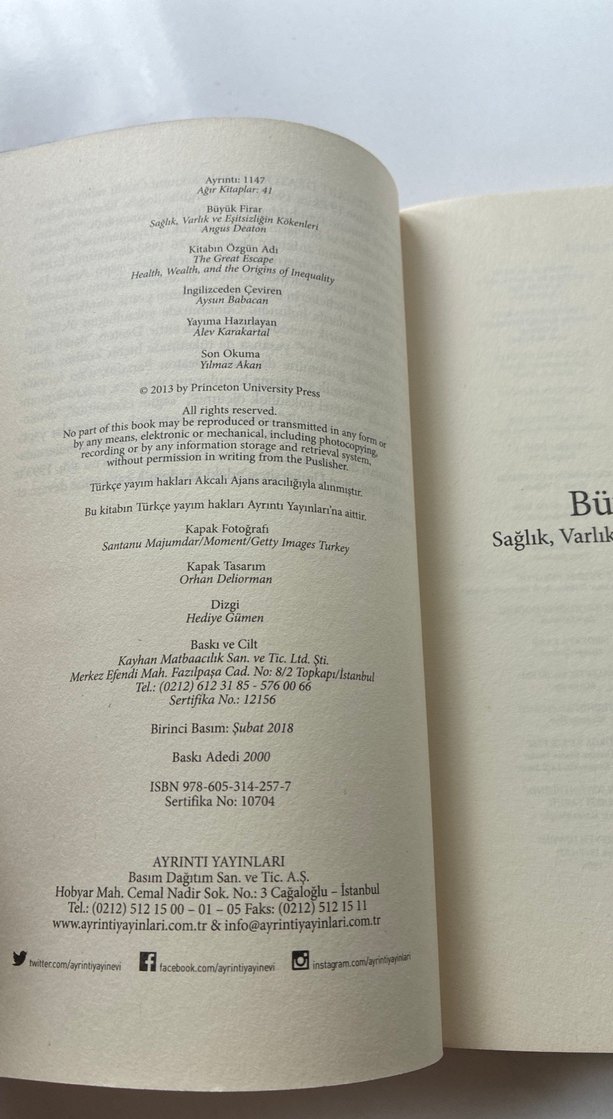 Ayrıntı: 1147
Ağır Kitaplar: 41
Büyük Firar
Sağlık, Varlık ve Eşitsizliğin Kökenleri
Angus Deaton
Kitabın Özgün Adı
The Great Escape
Health, Wealth, and the Origins of Inequality
İngilizceden Çeviren
Aysun Babacan
Yayıma Hazırlayan
Alev Karakartal
Son Okuma
Yılmaz Akan
© 2013 by Princeton University Press
All rights reserved.
No part of this book may be reproduced or transmitted in any form or
by any means, elektronic or mechanical, including photocopying,
recording or by any information storage and retrieval system,
without permission in writing from the Puslisher.
Türkçe yayım hakları Akcalı Ajans aracılığıyla alınmıştır.
Bu kitabın Türkçe yayım hakları Ayrıntı Yayınları'na aittir.
Kapak Fotoğrafı
Santanu Majumdar/Moment/Getty Images Turkey
Kapak Tasarım
Orhan Deliorman
Dizgi
Hediye Gümen
Baskı ve Cilt
Kayhan Matbaacılık San. ve Tic. Ltd. Şti.
Merkez Efendi Mah. Fazılpaşa Cad. No: 8/2 Topkapı/İstanbul
Tel.: (0212) 612 31 85 - 576 00 66
Sertifika No: 12156
Birinci Basım: Şubat 2018
Baskı Adedi 2000
ISBN 978-605-314-257-7
Sertifika No: 10704
AYRINTI YAYINLARI
Basım Dağıtım San. ve Tic. A.Ş.
Hobyar Mah. Cemal Nadir Sok. No.: 3 Cağaloğlu – İstanbul
Tel.: (0212) 512 15 00 – 01 – 05 Faks: (0212) 512 15 11
www.ayrintiyayinlari.com.tr & info@ayrintiyayinlari.com.tr
twitter.com/ayrintiyayinevi facebook.com/ayrintiyayinevi instagram.com/ayrintiyayinlari
Bü
Sağlık, Varlık